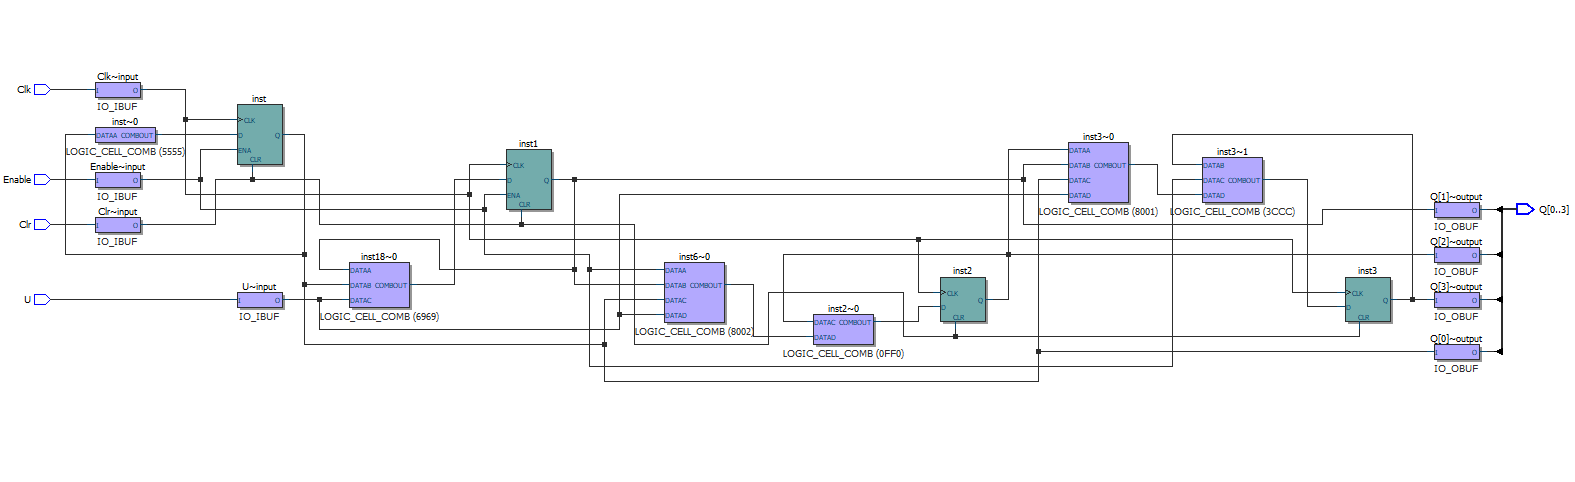 Clk
Clk~input
I
O
IO_IBUF
inst~0
DATAA COMBOUT
LOGIC_CELL_COMB (5555)
Enable
Enable~input
I
O
IO_IBUF
Clr
Clr~input
I
O
IO_IBUF
inst
CLK
D
Q
ENA
CLR
U
U~input
I
O
IO_IBUF
inst18~0
DATAA
DATAB COMBOUT
DATAC
LOGIC_CELL_COMB (6969)
inst1
CLK
D
Q
ENA
CLR
inst6~0
DATAA
DATAB COMBOUT
DATAC
DATAD
LOGIC_CELL_COMB (8002)
inst2~0
DATAC COMBOUT
DATAD
LOGIC_CELL_COMB (0FF0)
inst2
CLK
D
Q
CLR
inst3~0
DATAA
DATAB COMBOUT
DATAC
DATAD
LOGIC_CELL_COMB (8001)
inst3~1
DATAB
DATAC COMBOUT
DATAD
LOGIC_CELL_COMB (3CCC)
inst3
CLK
D
Q
CLR
Q[1]~output
I
O
IO_OBUF
Q[2]~output
I
O
IO_OBUF
Q[3]~output
I
O
IO_OBUF
Q[0]~output
I
O
IO_OBUF
Q[0..3]